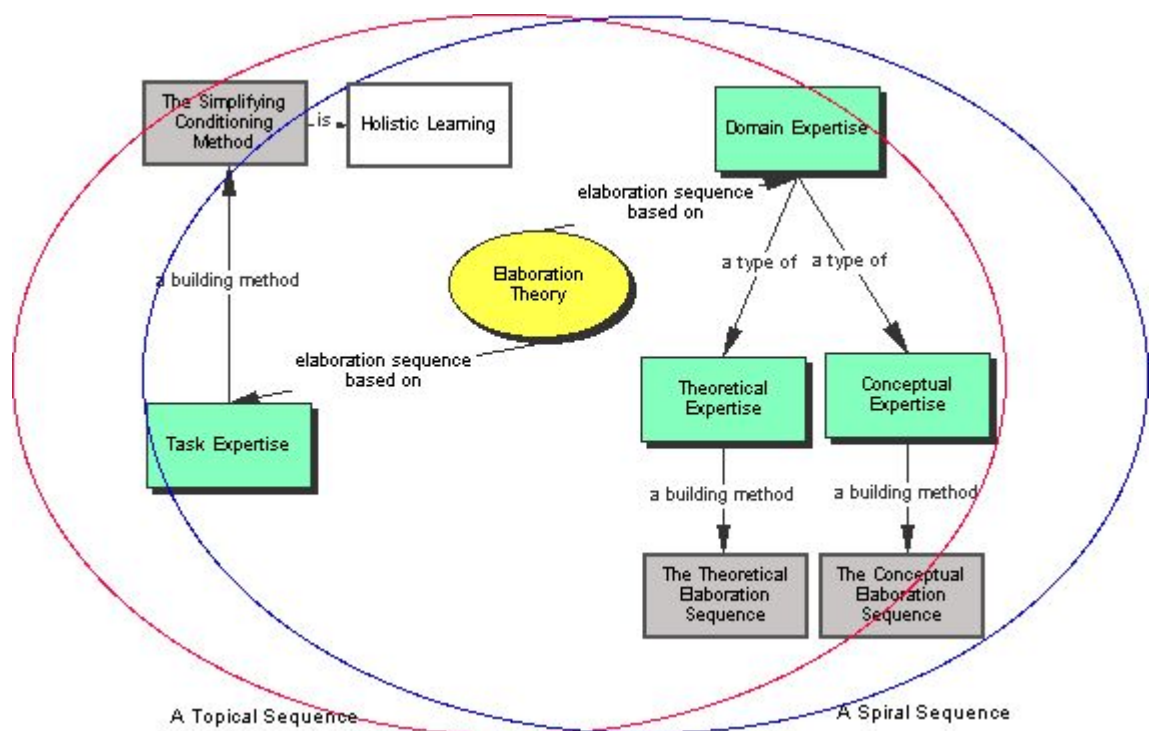 The Simplifying
Conditioning
Method
is
Holistic Learning
Domain Expertise
elaboration sequence
based on
Elaboration
Theory
a type of
a type of
a building method
elaboration sequence
based on
Task Expertise
Theoretical
Expertise
Conceptual
Expertise
a building method
a building method
The Theoretical
Elaboration
Sequence
The Conceptual
Elaboration
Sequence
A Topical Sequence
A Spiral Sequence